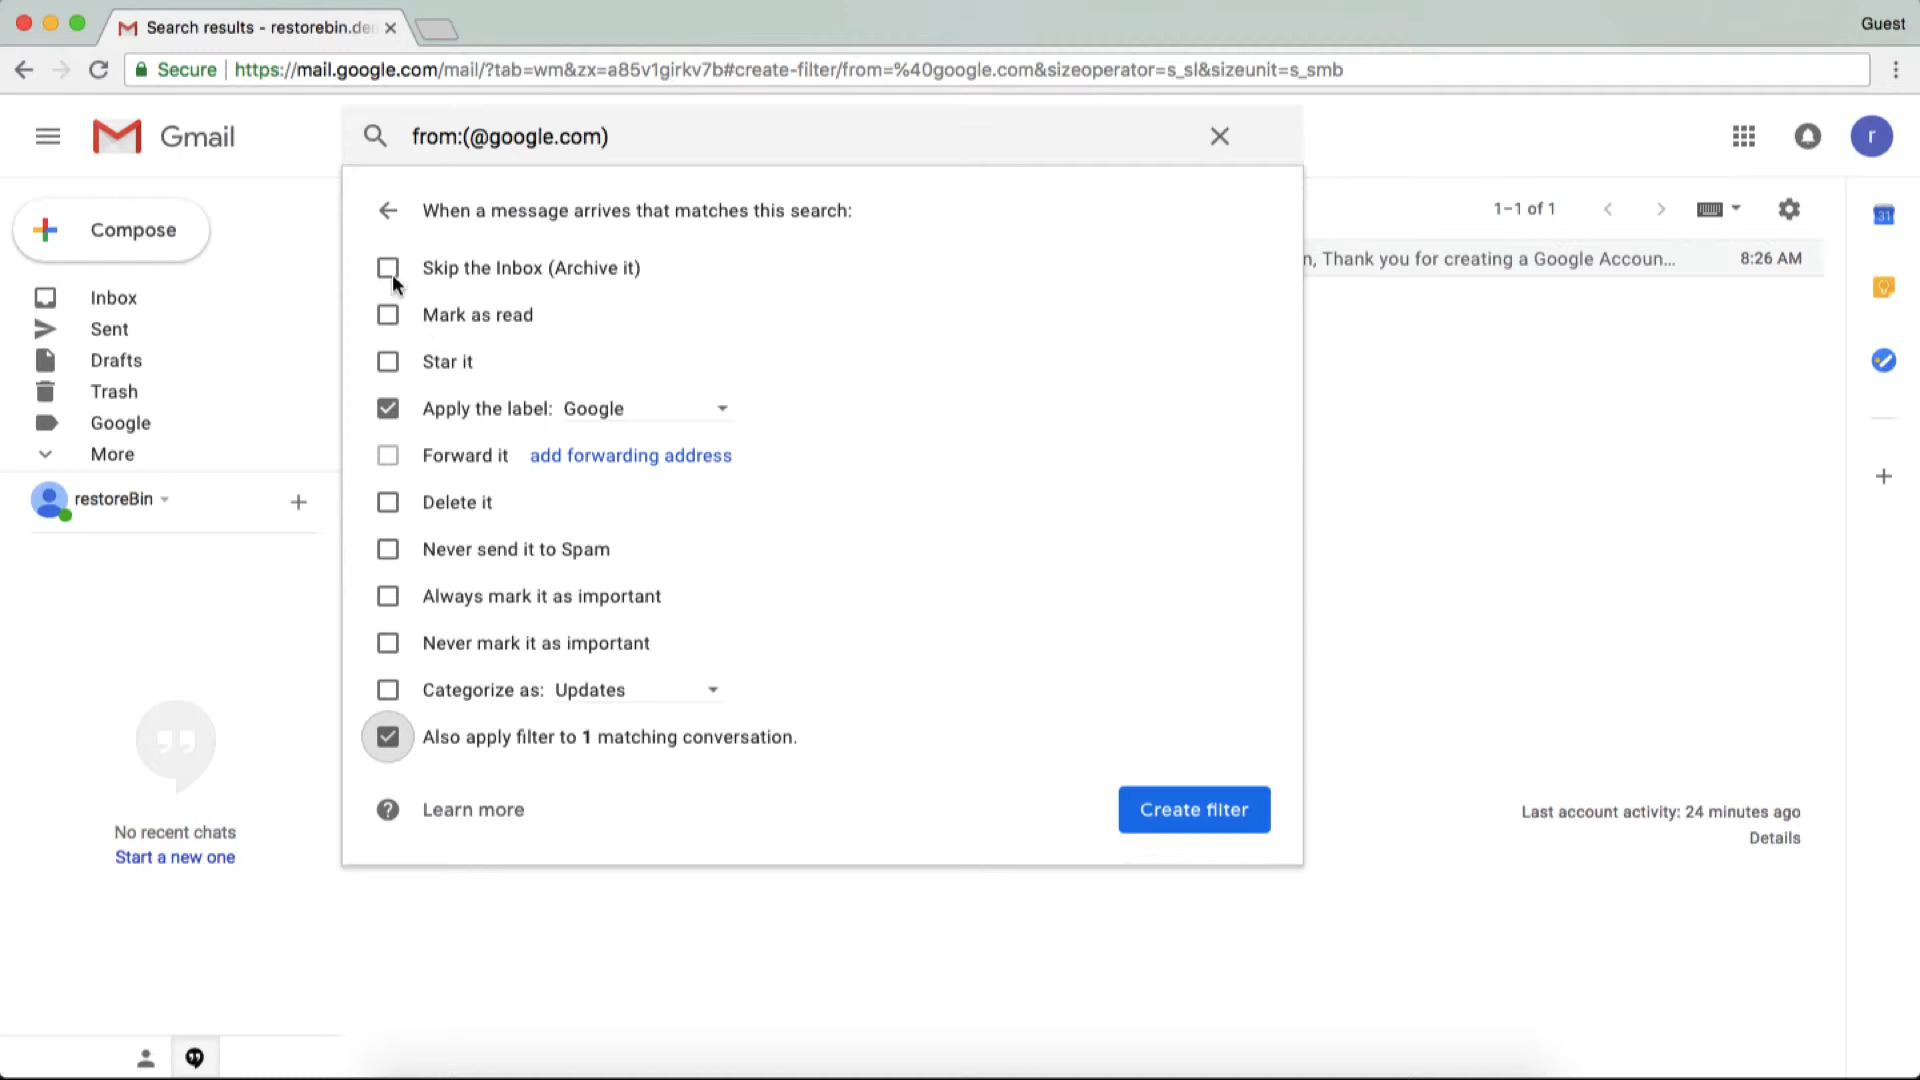 Search results - restorebin.de
Guest
Secure | https://mail.google.com/mail/?tab=wm&zx=a85v1girkv7b#create-filter/from=%40google.com&sizeoperator=s_sl&sizeunit=s_smb
Gmail
from:(@google.com)
r
Compose
When a message arrives that matches this search:
1–1 of 1
31
Skip the Inbox (Archive it)
n, Thank you for creating a Google Accoun...
8:26 AM
Inbox
Mark as read
Sent
Drafts
Star it
Trash
Apply the label: Google
Google
More
Forward it add forwarding address
restoreBin
Delete it
Never send it to Spam
Always mark it as important
Never mark it as important
Categorize as: Updates
Also apply filter to 1 matching conversation.
Learn more
Create filter
Last account activity: 24 minutes ago
Details
No recent chats
Start a new one